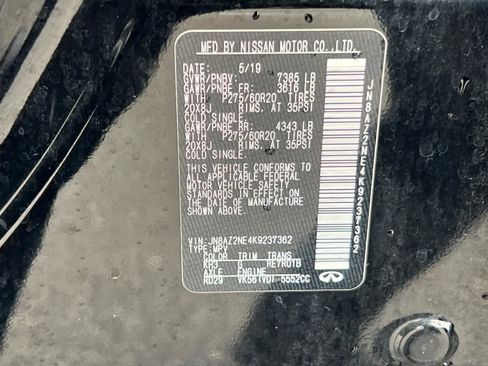 MFD BY NISSAN MOTOR CO.,LTD.
DATE: 5/19
GVWR/PNBV: 7385 LB
GAWR/PNBE FR: 3616 LB
WITH P275/60R20 TIRES
20X8J RIMS. AT 35PSI
COLD SINGLE.
GAWR/PNBE RR: 4343 LB
WITH P275/60R20 TIRES
20X8J RIMS. AT 35PSI
COLD SINGLE.
THIS VEHICLE CONFORMS TO
ALL APPLICABLE FEDERAL
MOTOR VEHICLE SAFETY
STANDARDS IN EFFECT ON
THE DATE OF MANUFACTURE
SHOWN ABOVE.
VIN: JN8AZ2NE4K9237362
TYPE: MPV
COLOR TRIM TRANS
KH3 G RE7R01B
AXLE ENGINE
RD29 VK56(VD) 5552CC
JN8AZ2NE4K9237362